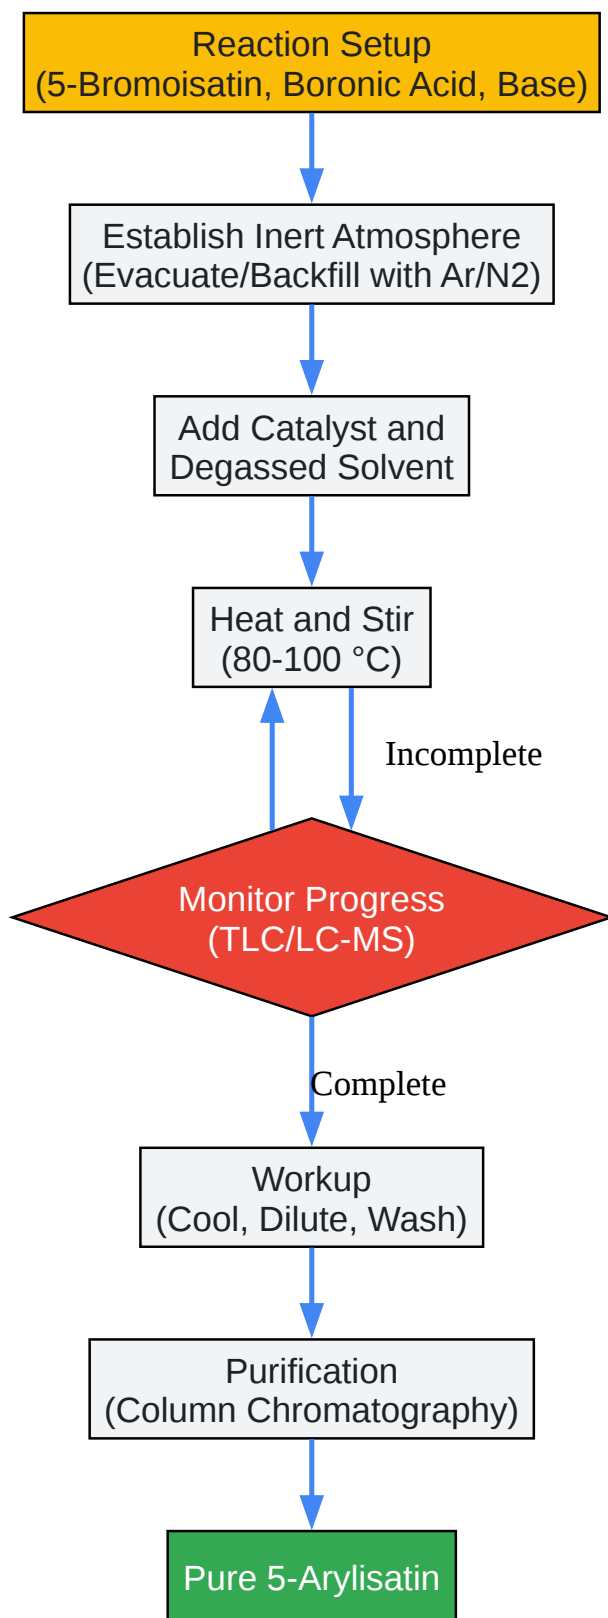 Reaction Setup
(5-Bromoisatin, Boronic Acid, Base)
Establish Inert Atmosphere
(Evacuate/Backfill with Ar/N2)
Add Catalyst and
Degassed Solvent
Heat and Stir
(80-100 °C)
Incomplete
Monitor Progress
(TLC/LC-MS)
Complete
Workup
(Cool, Dilute, Wash)
Purification
(Column Chromatography)
Pure 5-Arylisatin